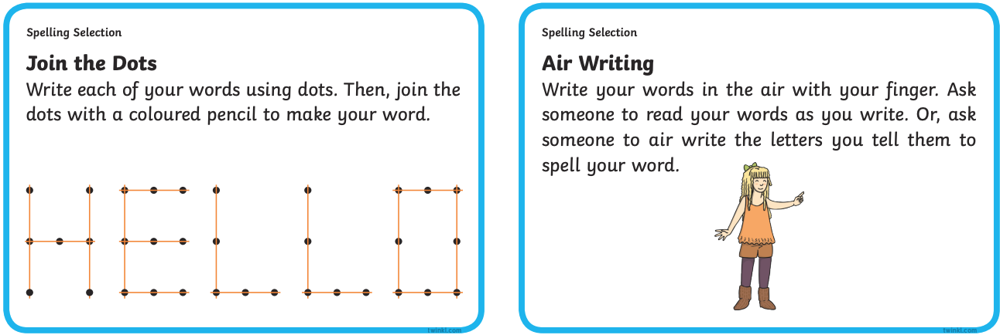 Spelling Selection
Join the Dots
Write each of your words using dots. Then, join the
dots with a coloured pencil to make your word.
HELLO
twinkl.com
Spelling Selection
Air Writing
Write your words in the air with your finger. Ask
someone to read your words as you write. Or, ask
someone to air write the letters you tell them to
spell your word.
twinkl.com